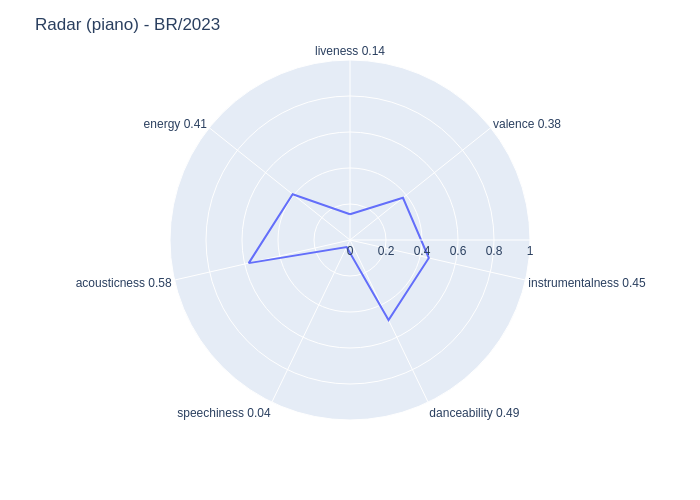 Radar (piano) - BR/2023
liveness 0.14
energy 0.41
valence 0.38
0 0.2 0.4 0.6 0.8 1
acousticness 0.58
instrumentalness 0.45
speechiness 0.04
danceability 0.49